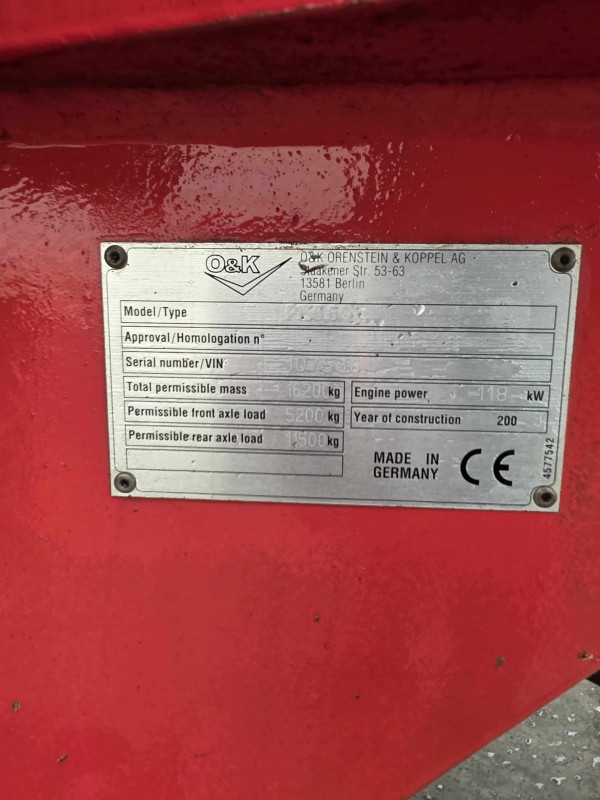 O&K
O&K ORENSTEIN & KOPPEL AG
Staakener Str. 53-63
13581 Berlin
Germany
Model/Type
Approval/Homologation n°
Serial number/VIN
Total permissible mass 16200 kg
Engine power 118 kW
Permissible front axle load 5200 kg
Year of construction 200
Permissible rear axle load 11500 kg
MADE IN
GERMANY
CE
4577542